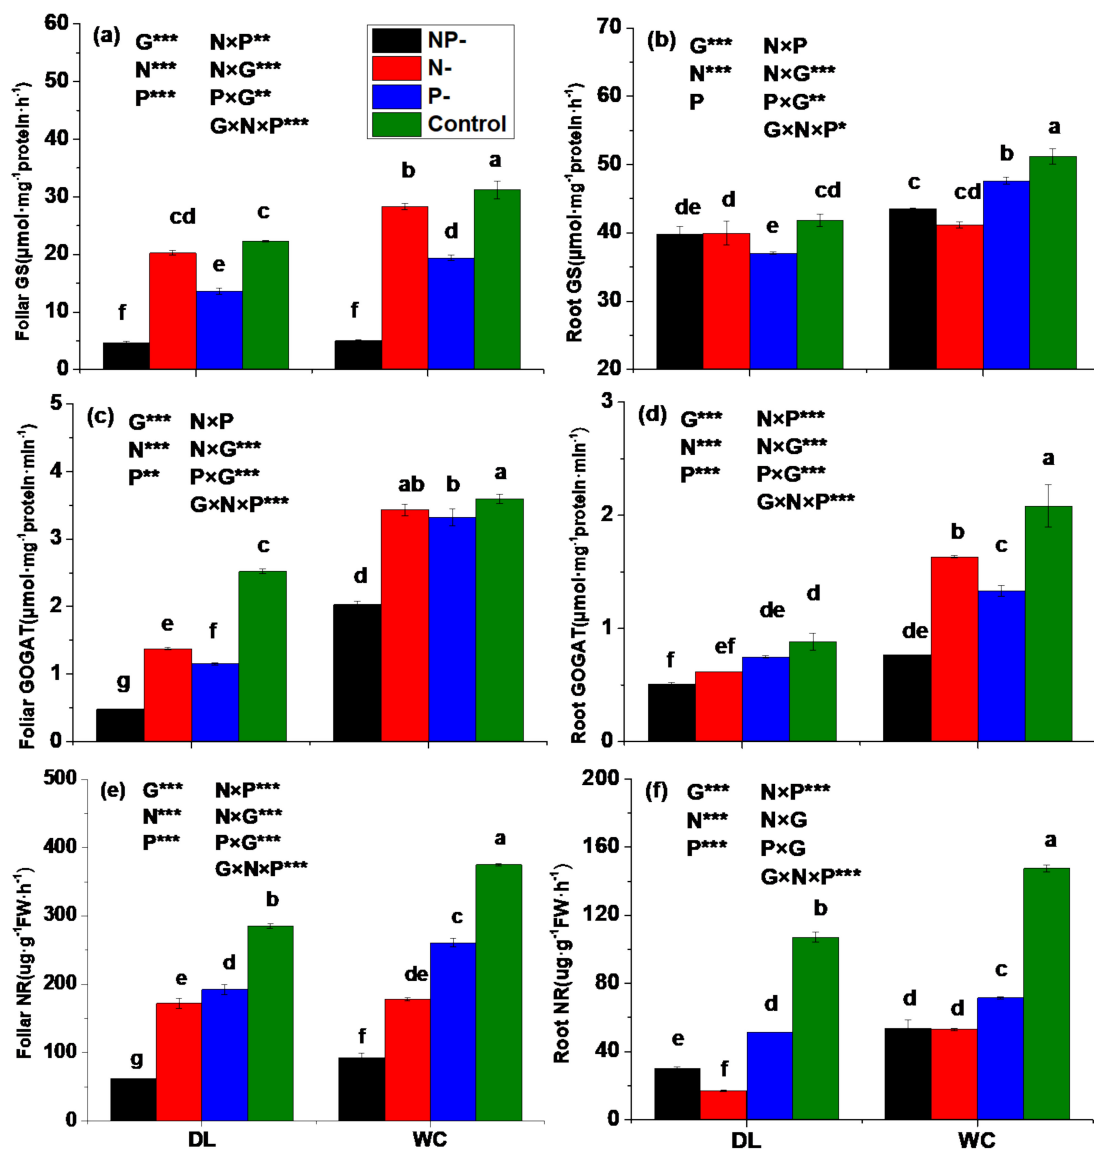 (a)
G*** N×P**
N*** N×G***
P*** P×G**
G×N×P***
NP-
N-
P-
Control
Foliar GS(μmol·mg-1protein·h-1)
60
50
40
30
20
10
0
f
cd
e
c
f
b
d
a
(b)
G*** N×P
N*** N×G***
P P×G**
G×N×P*
Root GS(μmol·mg-1protein·h-1)
70
60
50
40
30
20
de
d
e
cd
c
cd
b
a
(c)
G*** N×P
N*** N×G***
P** P×G***
G×N×P***
Foliar GOGAT(μmol·mg-1protein·min-1)
5
4
3
2
1
0
g
e
f
c
d
ab
b
a
(d)
G*** N×P***
N*** N×G***
P*** P×G***
G×N×P***
Root GOGAT(μmol·mg-1protein·min-1)
3
2
1
0
f
ef
de
d
de
b
c
a
(e)
G*** N×P***
N*** N×G***
P*** P×G***
G×N×P***
Foliar NR(ug·g-1FW·h-1)
500
400
300
200
100
0
g
e
d
b
f
de
c
a
DL WC
(f)
G*** N×P***
N*** N×G
P*** P×G
G×N×P***
Root NR(ug·g-1FW·h-1)
200
160
120
80
40
0
e
f
d
b
d
d
c
a
DL WC